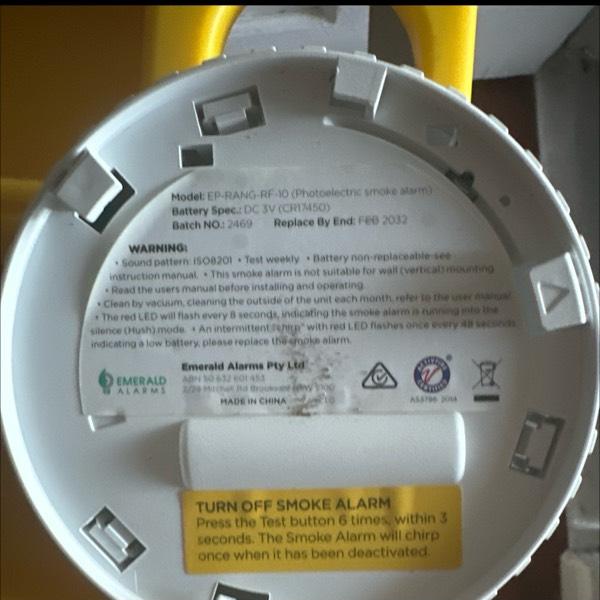 Model: EP-RANG-RF-10 (Photoelectric smoke alarm)
Battery Spec.: DC 3V (CR17450)
Batch NO.: 2469 Replace By End: FEB 2032
WARNING:
• Sound pattern: ISO8201 • Test weekly • Battery non-replaceable-see
instruction manual. • This smoke alarm is not suitable for wall (vertical) mounting
• Read the users manual before installing and operating.
• Clean by vacuum, cleaning the outside of the unit each month, refer to the user manual.
• The red LED will flash every 8 seconds, indicating the smoke alarm is running into the
silence (Hush) mode. • An intermittent "chirp" with red LED flashes once every 48 seconds
indicating a low battery, please replace the smoke alarm.
Emerald Alarms Pty Ltd
ABN 50 632 601 453
Mitchell Rd
MADE IN CHINA
EMERALD
ALARMS
AS3786: 2014
TURN OFF SMOKE ALARM
Press the Test button 6 times, within 3
seconds. The Smoke Alarm will chirp
once when it has been deactivated.